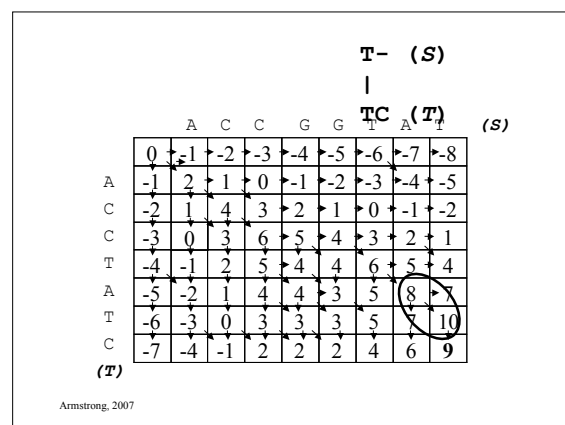 T- (S)
|
TC (T)
A C C G G T A T (S)
0 -1 -2 -3 -4 -5 -6 -7 -8
A -1 2 1 0 -1 -2 -3 -4 -5
C -2 1 4 3 2 1 0 -1 -2
C -3 0 3 6 5 4 3 2 1
T -4 -1 2 5 4 4 6 5 4
A -5 -2 1 4 4 3 5 8 7
T -6 -3 0 3 3 3 5 7 10
C -7 -4 -1 2 2 2 4 6 9
(T)
Armstrong, 2007